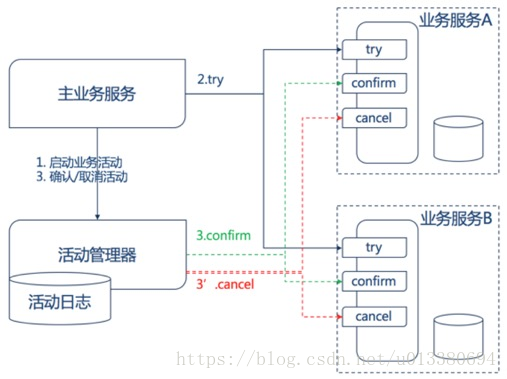 业务服务A
try
confirm
cancel
主业务服务
2.try
1. 启动业务活动
3. 确认/取消活动
活动管理器
活动日志
3.confirm
3’.cancel
业务服务B
try
confirm
cancel
https://blog.csdn.net/u013380694